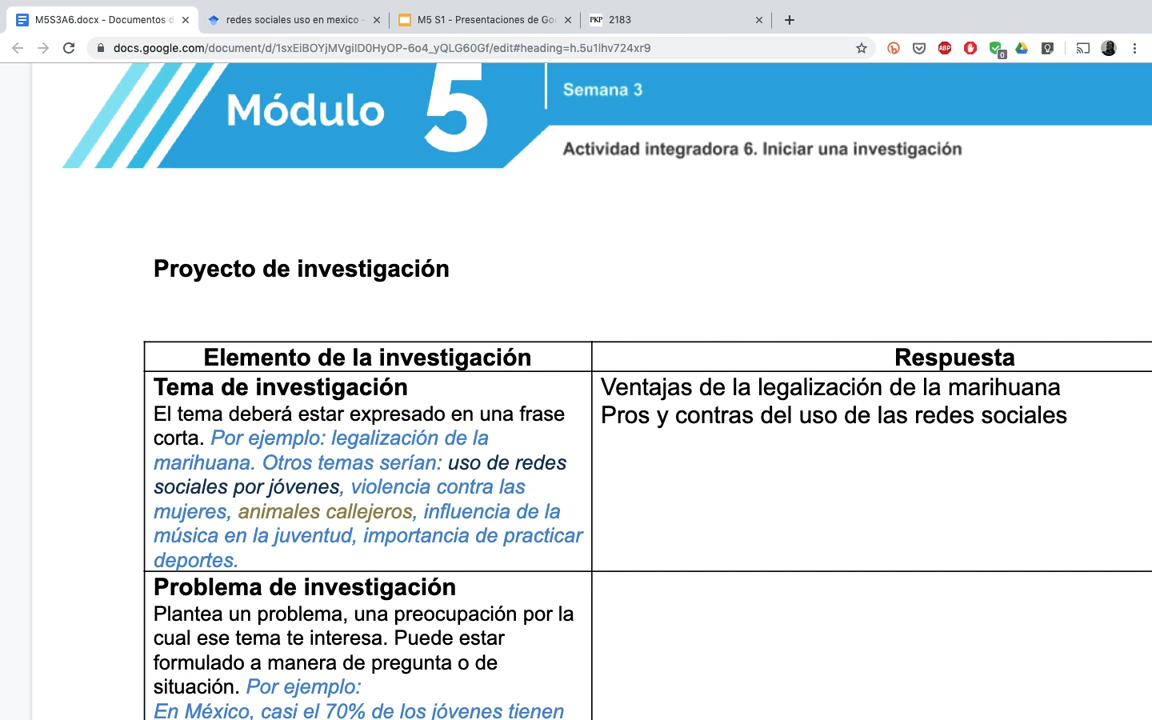 M5S3A6.docx - Documentos d
redes sociales uso en mexico -
M5 S1 - Presentaciones de Goo
PKP 2183
docs.google.com/document/d/1sxEiBOYjMVgiID0HyOP-6o4_yQLG60Gf/edit#heading=h.5u1lhv724xr9
Módulo 5
Semana 3
Actividad integradora 6. Iniciar una investigación
Proyecto de investigación
Elemento de la investigación
Respuesta
Tema de investigación
El tema deberá estar expresado en una frase
corta. Por ejemplo: legalización de la
marihuana. Otros temas serían: uso de redes
sociales por jóvenes, violencia contra las
mujeres, animales callejeros, influencia de la
música en la juventud, importancia de practicar
deportes.
Ventajas de la legalización de la marihuana
Pros y contras del uso de las redes sociales
Problema de investigación
Plantea un problema, una preocupación por la
cual ese tema te interesa. Puede estar
formulado a manera de pregunta o de
situación. Por ejemplo:
En México, casi el 70% de los jóvenes tienen